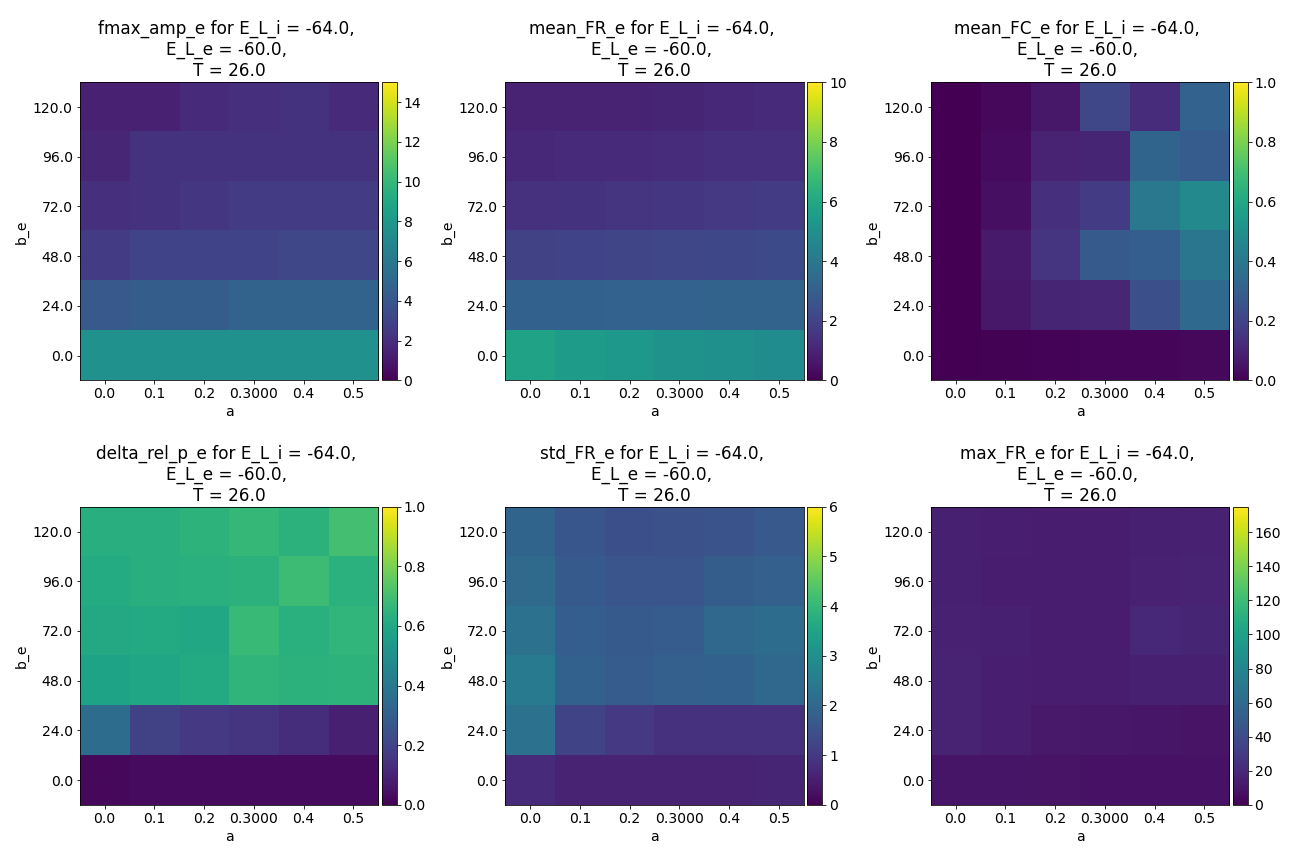 fmax_amp_e for E_L_i = -64.0,
E_L_e = -60.0,
T = 26.0
120.0
96.0
72.0
48.0
24.0
0.0
b_e
0.0 0.1 0.2 0.3000 0.4 0.5
a
14
12
10
8
6
4
2
0
mean_FR_e for E_L_i = -64.0,
E_L_e = -60.0,
T = 26.0
120.0
96.0
72.0
48.0
24.0
0.0
b_e
0.0 0.1 0.2 0.3000 0.4 0.5
a
10
8
6
4
2
0
mean_FC_e for E_L_i = -64.0,
E_L_e = -60.0,
T = 26.0
120.0
96.0
72.0
48.0
24.0
0.0
b_e
0.0 0.1 0.2 0.3000 0.4 0.5
a
1.0
0.8
0.6
0.4
0.2
0.0
delta_rel_p_e for E_L_i = -64.0,
E_L_e = -60.0,
T = 26.0
120.0
96.0
72.0
48.0
24.0
0.0
b_e
0.0 0.1 0.2 0.3000 0.4 0.5
a
1.0
0.8
0.6
0.4
0.2
0.0
std_FR_e for E_L_i = -64.0,
E_L_e = -60.0,
T = 26.0
120.0
96.0
72.0
48.0
24.0
0.0
b_e
0.0 0.1 0.2 0.3000 0.4 0.5
a
6
5
4
3
2
1
0
max_FR_e for E_L_i = -64.0,
E_L_e = -60.0,
T = 26.0
120.0
96.0
72.0
48.0
24.0
0.0
b_e
0.0 0.1 0.2 0.3000 0.4 0.5
a
160
140
120
100
80
60
40
20
0